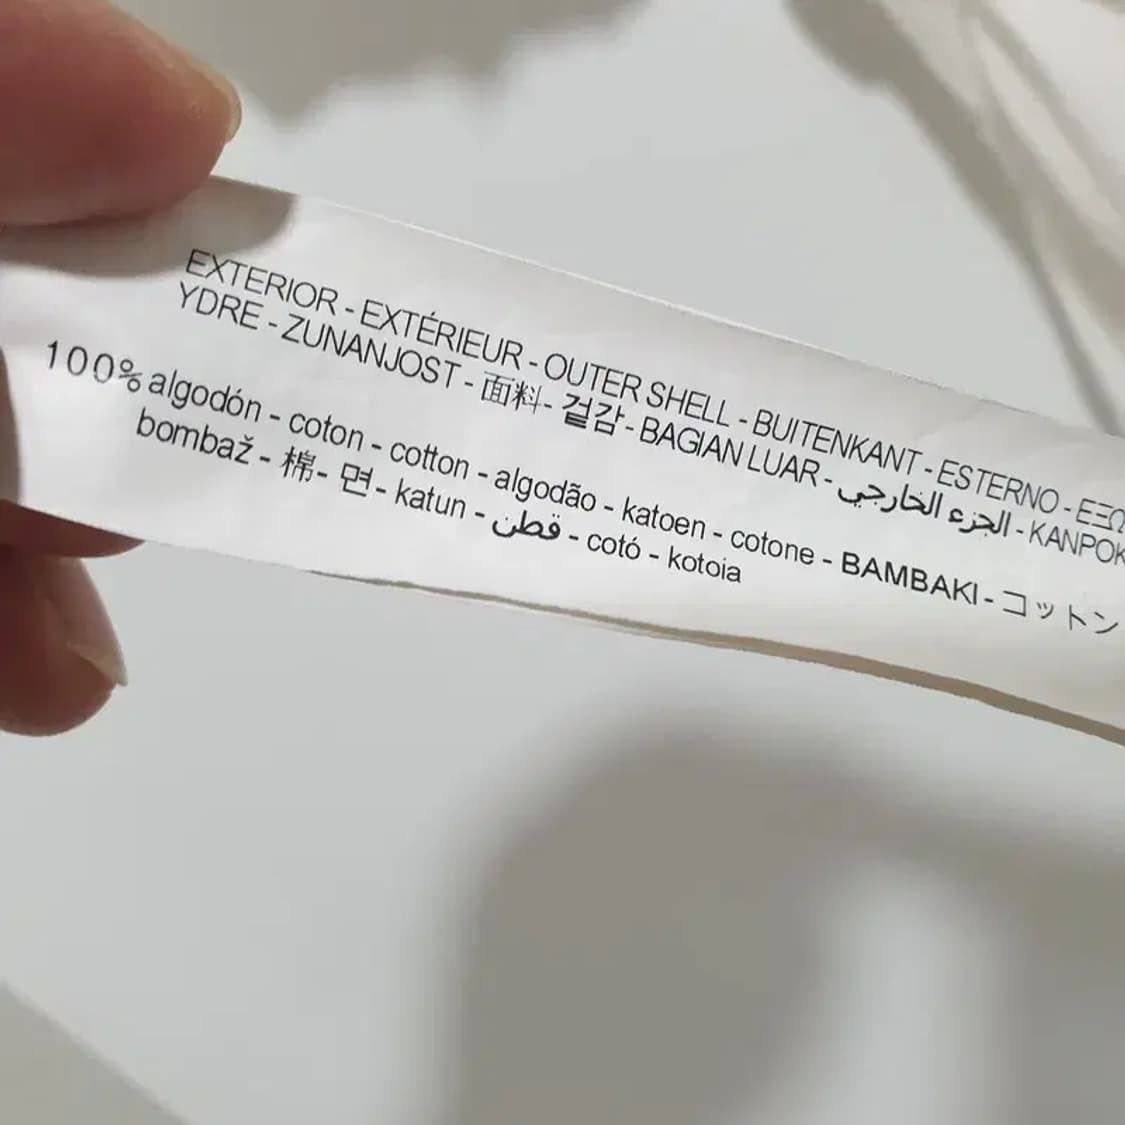 EXTERIOR - EXTÉRIEUR - OUTER SHELL - BUITENKANT - ESTERNO - ΕΞΩ
YDRE - ZUNANJOST - 面料 - 겉감 - BAGIAN LUAR - الجزء الخارجي - KANPOK
100% algodón - coton - cotton - algodão - katoen - cotone - BAMBAKI - コットン
bombaž - 棉 - 면 - katun - قطن - cotó - kotoia